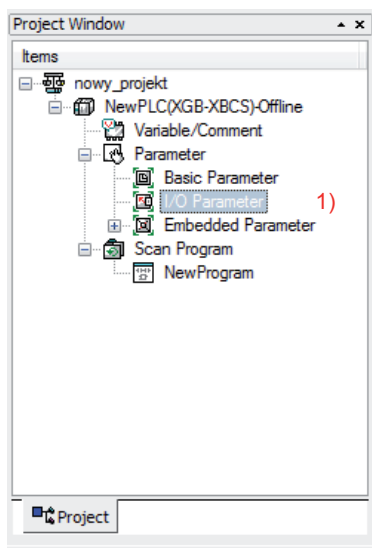 Project Window
Items
nowy_projekt
NewPLC(XGB-XBCS)-Offline
Variable/Comment
Parameter
Basic Parameter
I/O Parameter 1)
Embedded Parameter
Scan Program
NewProgram
Project